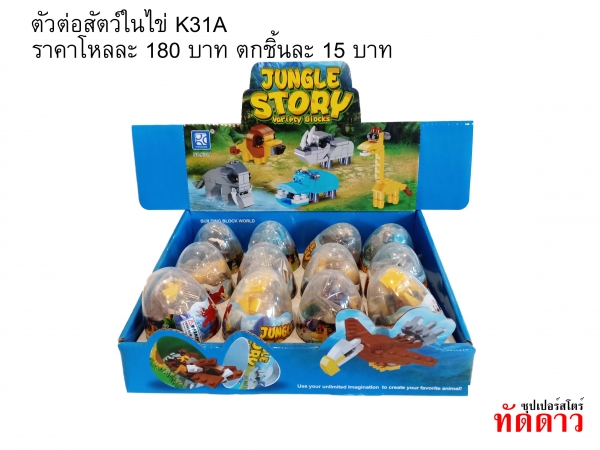 ตัวต่อสัตว์ในไข่ K31A
ราคาโหลละ 180 บาท ตกชิ้นละ 15 บาท
JUNGLE
STORY
Variety Blocks
BUILDING BLOCK WORLD
JUNGLE
Use your unlimited imagination to create your favorite animal!
ซุปเปอร์สโตร์
ทัดดาว